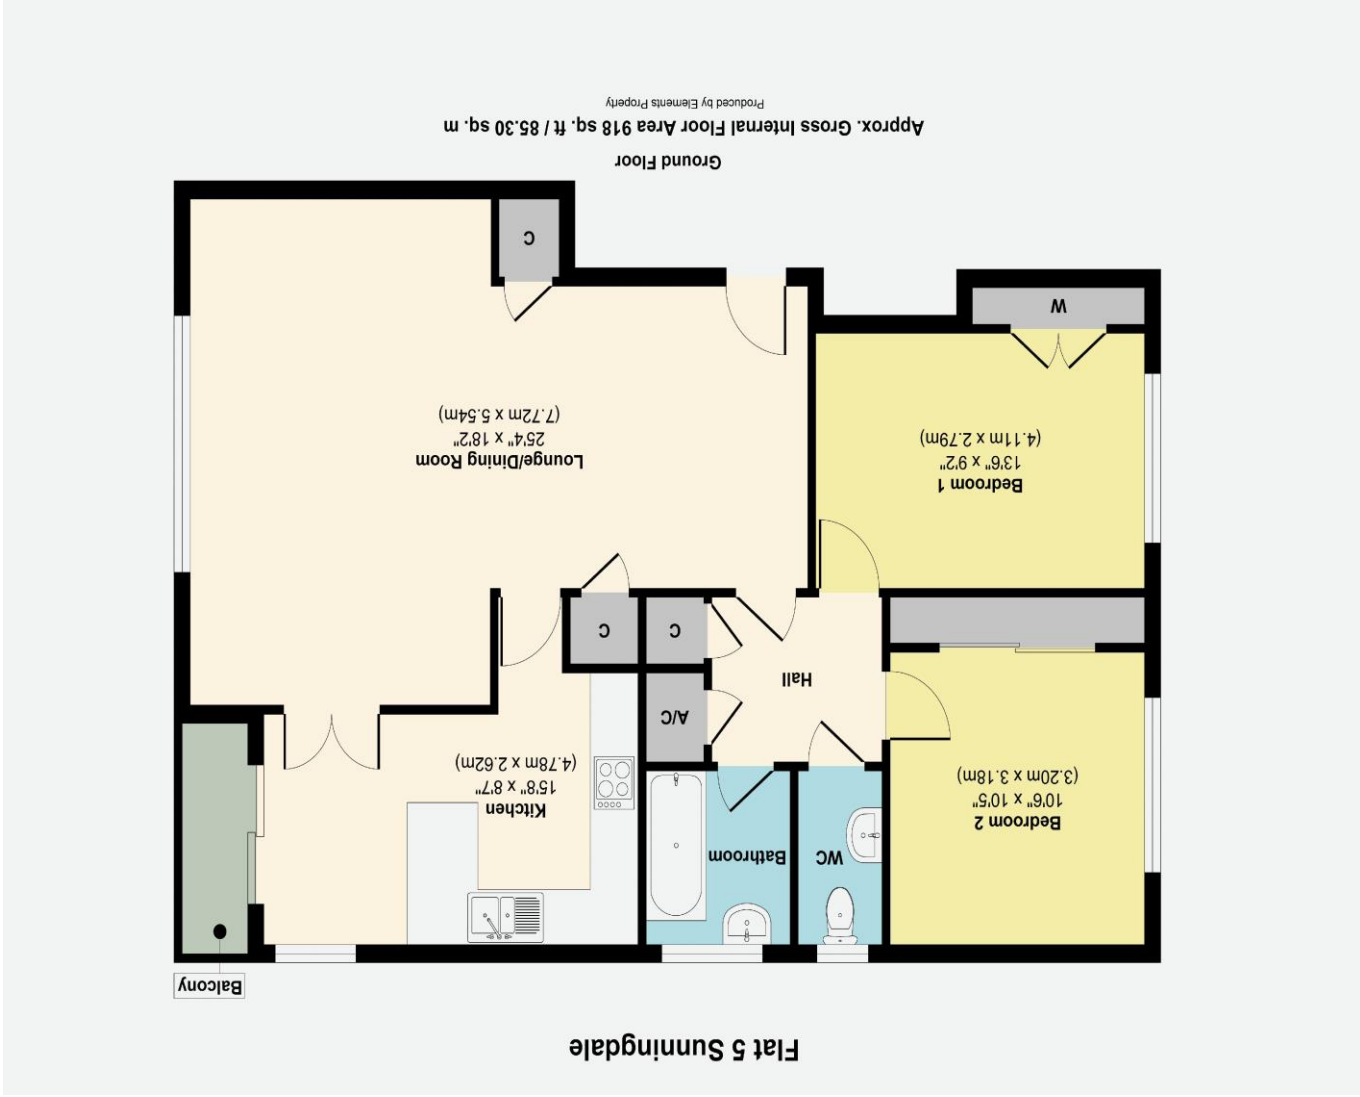 Flat 5 Sunningdale
Balcony
Bedroom 2
10'6" x 10'5"
(3.20m x 3.18m)
WC
Bathroom
Kitchen
15'8" x 8'7"
(4.78m x 2.62m)
Hall
A/C
C
C
Bedroom 1
13'6" x 9'2"
(4.11m x 2.79m)
W
Lounge/Dining Room
25'4" x 18'2"
(7.72m x 5.54m)
C
Ground Floor
Approx. Gross Internal Floor Area 918 sq. ft / 85.30 sq. m
Produced by Elements Property